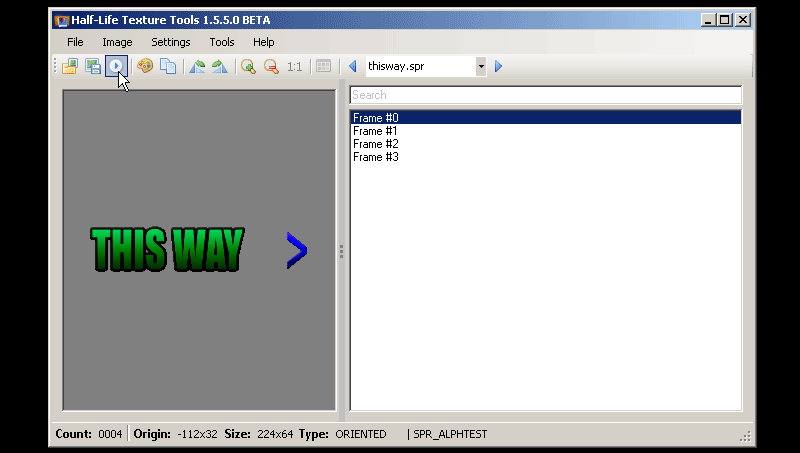 Half-Life Texture Tools 1.5.5.0 BETA
File Image Settings Tools Help
1:1 thisway.spr
Search
Frame #0
Frame #1
Frame #2
Frame #3
THIS WAY >
Count: 0004 Origin: -112x32 Size: 224x64 Type: ORIENTED | SPR_ALPHTEST